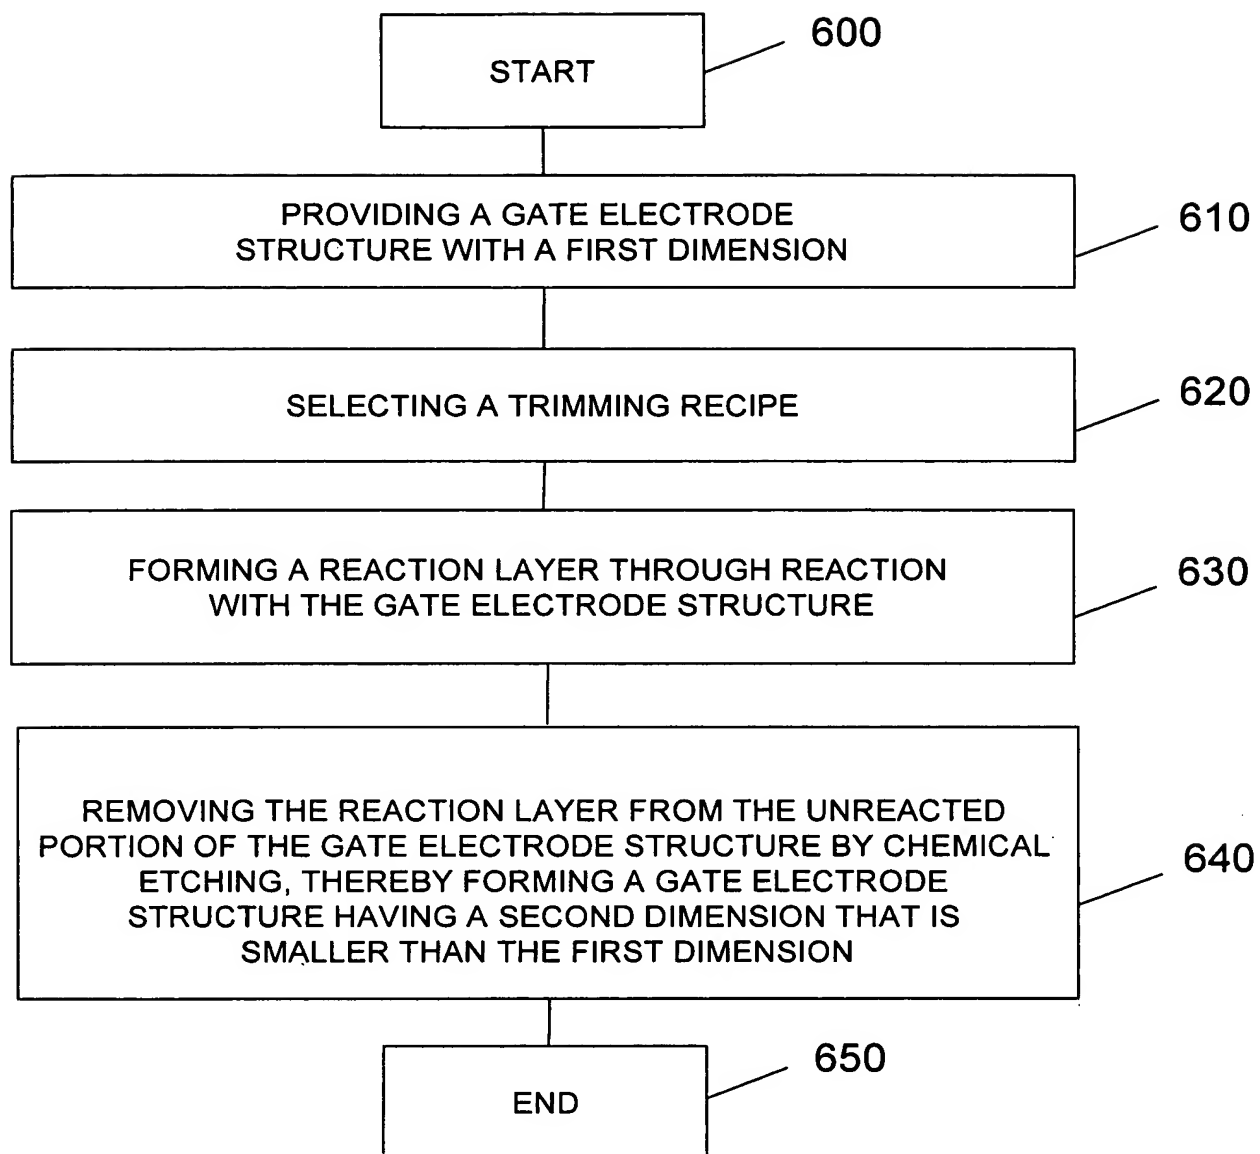 START
600
PROVIDING A GATE ELECTRODE
STRUCTURE WITH A FIRST DIMENSION
610
SELECTING A TRIMMING RECIPE
620
FORMING A REACTION LAYER THROUGH REACTION
WITH THE GATE ELECTRODE STRUCTURE
630
REMOVING THE REACTION LAYER FROM THE UNREACTED
PORTION OF THE GATE ELECTRODE STRUCTURE BY CHEMICAL
ETCHING, THEREBY FORMING A GATE ELECTRODE
STRUCTURE HAVING A SECOND DIMENSION THAT IS
SMALLER THAN THE FIRST DIMENSION
640
END
650